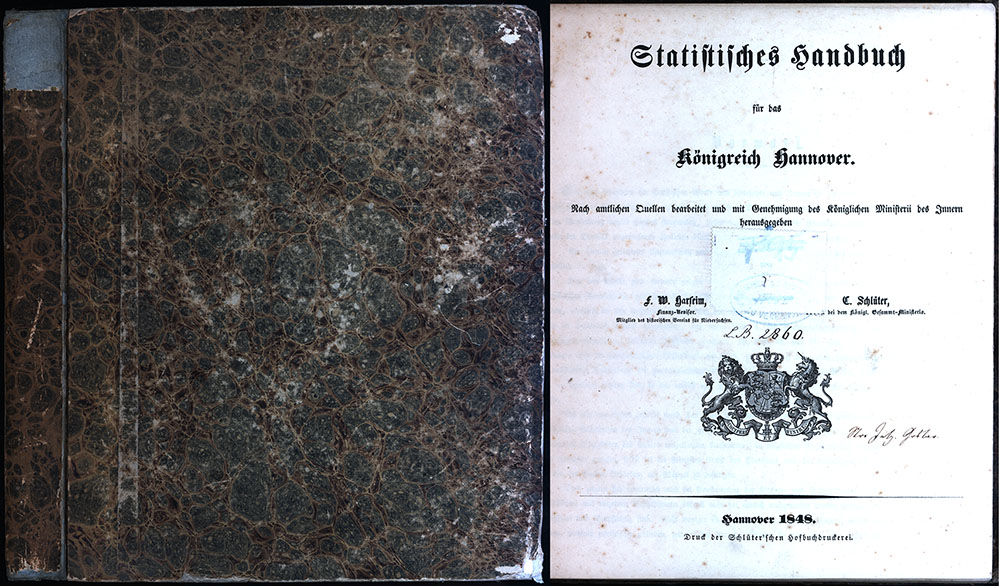 Statistisches Handbuch
für das
Königreich Hannover.
Nach amtlichen Quellen bearbeitet und mit Genehmigung des Königlichen Ministerii des Innern
herausgegeben
F. W. Harseim,
C. Schlüter,
Finanz-Revisor.
bei dem Königl. Gesammt-Ministerio.
Mitglied des historischen Vereins für Niedersachsen.
L.B. 2860.
Hannover 1848.
Druck der Schlüter'schen Hofbuchdruckerei.